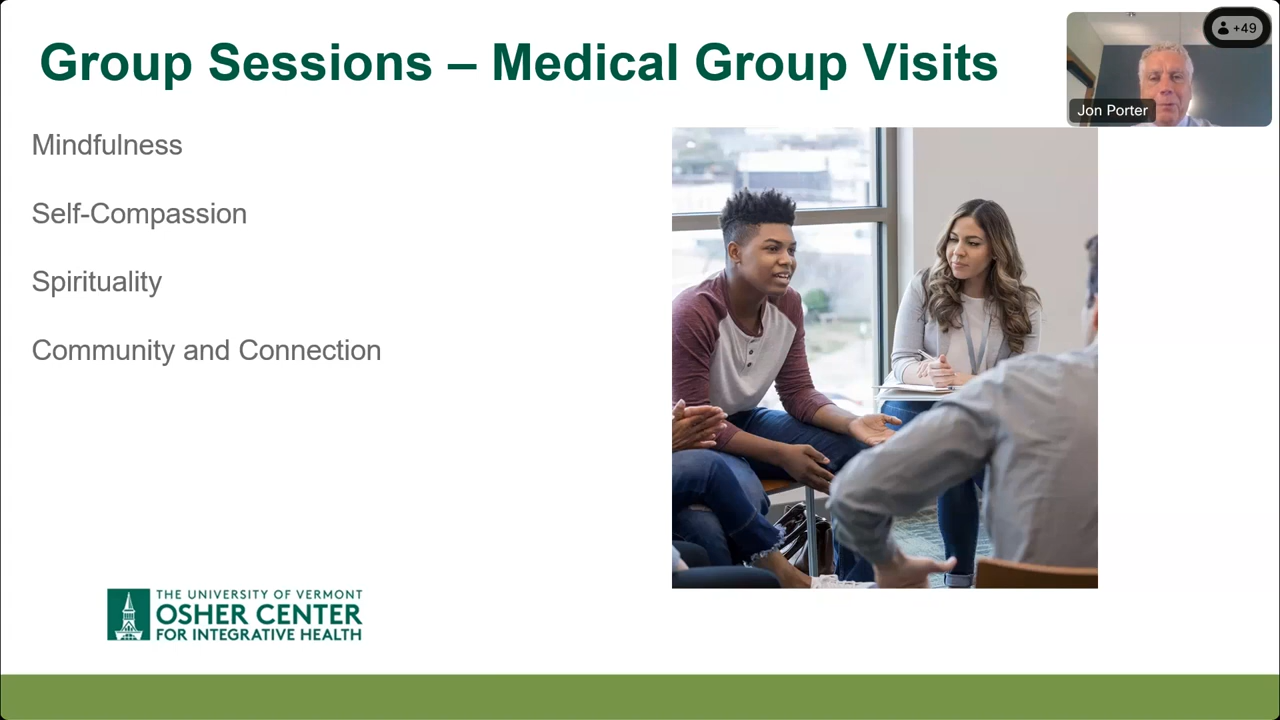 Group Sessions – Medical Group Visits
+49
Jon Porter
Mindfulness
Self-Compassion
Spirituality
Community and Connection
THE UNIVERSITY OF VERMONT
OSHER CENTER
FOR INTEGRATIVE HEALTH